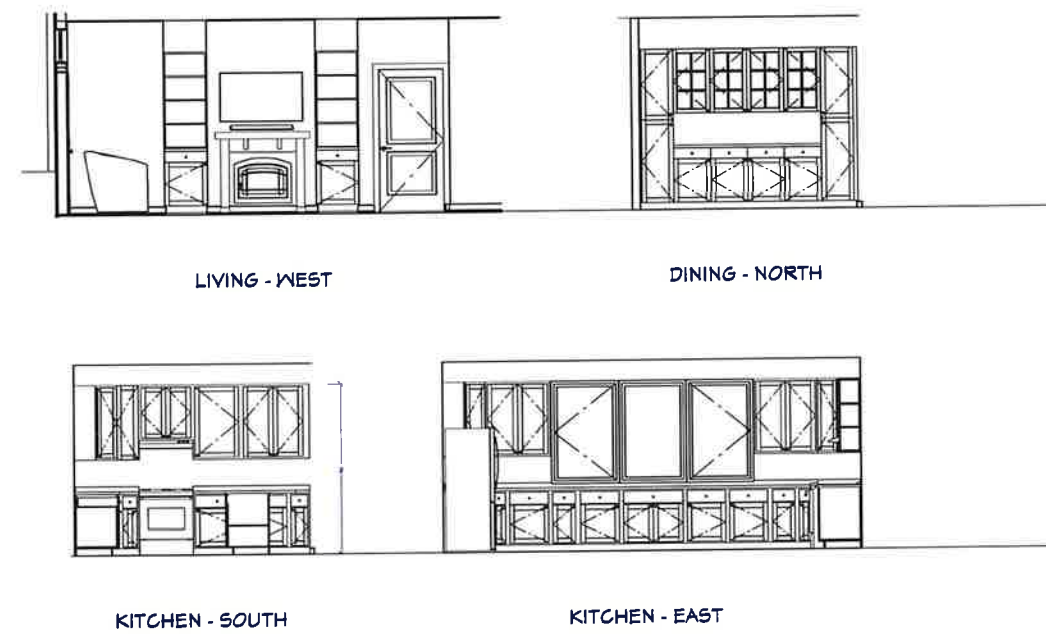 LIVING - WEST
DINING - NORTH
KITCHEN - SOUTH
KITCHEN - EAST